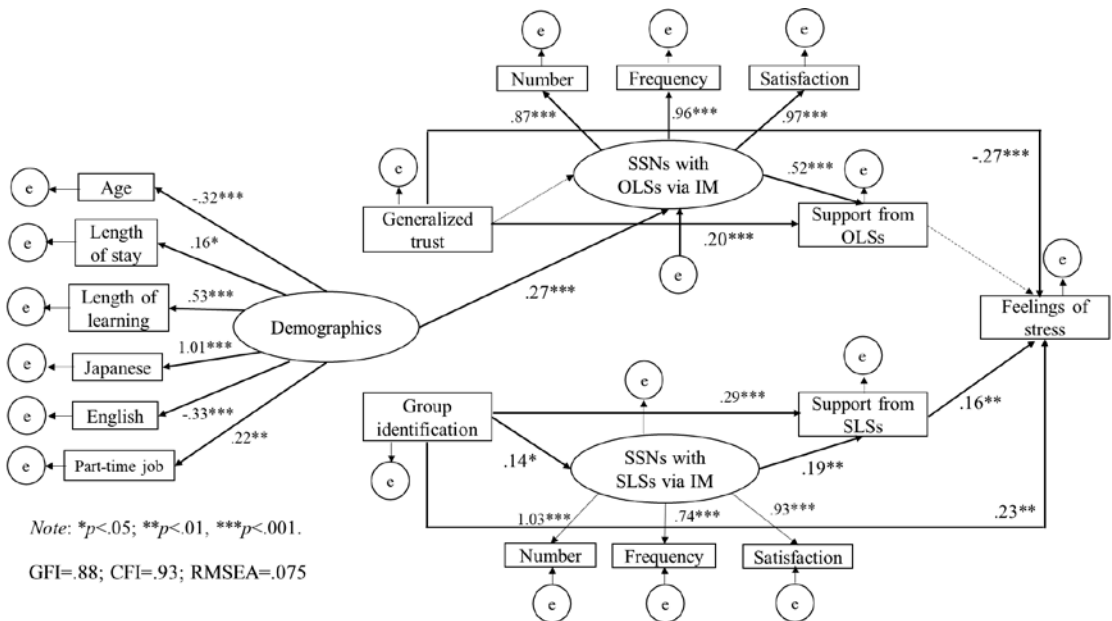 e
e
e
Number
Frequency
Satisfaction
.87***
.96***
.97***
e
SSNs with
OLSs via IM
-.27***
e
Age
-.32***
.52***
e
e
Length
of stay
.16*
Generalized
trust
Support from
OLSs
.20***
e
e
Length of
learning
.53***
e
.27***
Demographics
Feelings of
stress
e
Japanese
1.01***
e
e
English
-.33***
Group
identification
.29***
Support from
SLSs
.16**
e
Part-time job
.22**
e
.14*
SSNs with
SLSs via IM
.19**
e
1.03***
.74***
.93***
.23**
Note: *p<.05; **p<.01, ***p<.001.
Number
Frequency
Satisfaction
GFI=.88; CFI=.93; RMSEA=.075
e
e
e